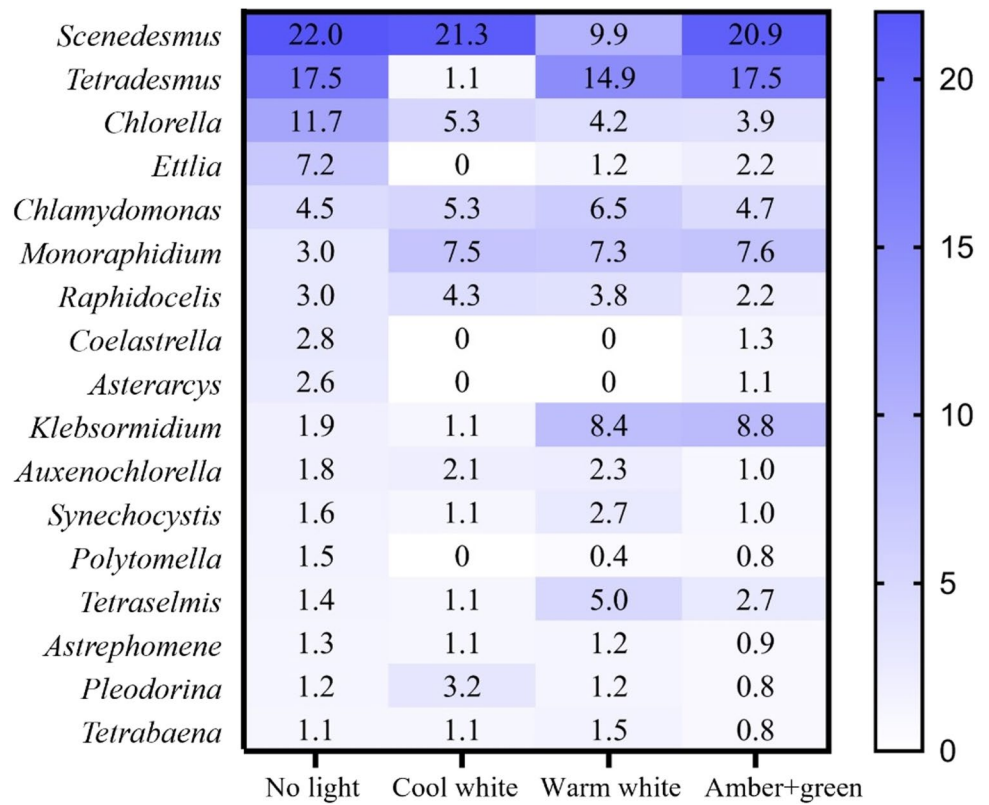 Scenedesmus 22.0 21.3 9.9 20.9
Tetradesmus 17.5 1.1 14.9 17.5 20
Chlorella 11.7 5.3 4.2 3.9
Ettlia 7.2 0 1.2 2.2
Chlamydomonas 4.5 5.3 6.5 4.7
Monoraphidium 3.0 7.5 7.3 7.6 15
Raphidocelis 3.0 4.3 3.8 2.2
Coelastrella 2.8 0 0 1.3
Asterarcys 2.6 0 0 1.1
Klebsormidium 1.9 1.1 8.4 8.8 10
Auxenochlorella 1.8 2.1 2.3 1.0
Synechocystis 1.6 1.1 2.7 1.0
Polytomella 1.5 0 0.4 0.8
Tetraselmis 1.4 1.1 5.0 2.7 5
Astrephomene 1.3 1.1 1.2 0.9
Pleodorina 1.2 3.2 1.2 0.8
Tetrabaena 1.1 1.1 1.5 0.8 0
No light Cool white Warm white Amber+green